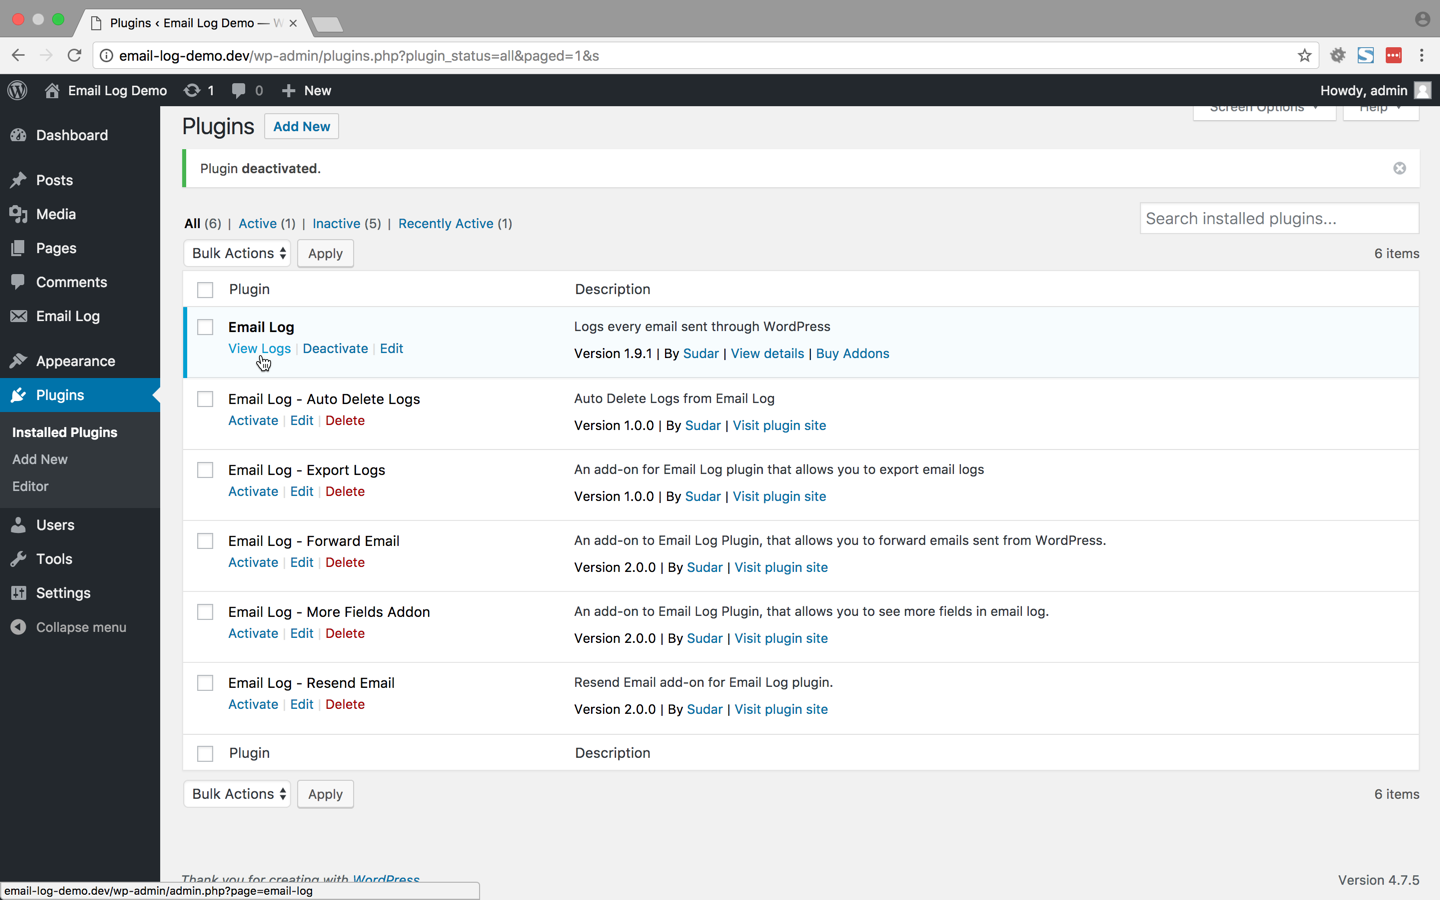 Plugins ‹ Email Log Demo — W
email-log-demo.dev/wp-admin/plugins.php?plugin_status=all&paged=1&s
Email Log Demo 1 0 New Howdy, admin
Screen Options Help
Plugins Add New
Plugin deactivated.
All (6) | Active (1) | Inactive (5) | Recently Active (1)
Search installed plugins...
Bulk Actions Apply 6 items
Plugin Description
Email Log Logs every email sent through WordPress
View Logs | Deactivate | Edit Version 1.9.1 | By Sudar | View details | Buy Addons
Email Log - Auto Delete Logs Auto Delete Logs from Email Log
Activate | Edit | Delete Version 1.0.0 | By Sudar | Visit plugin site
Email Log - Export Logs An add-on for Email Log plugin that allows you to export email logs
Activate | Edit | Delete Version 1.0.0 | By Sudar | Visit plugin site
Email Log - Forward Email An add-on to Email Log Plugin, that allows you to forward emails sent from WordPress.
Activate | Edit | Delete Version 2.0.0 | By Sudar | Visit plugin site
Email Log - More Fields Addon An add-on to Email Log Plugin, that allows you to see more fields in email log.
Activate | Edit | Delete Version 2.0.0 | By Sudar | Visit plugin site
Email Log - Resend Email Resend Email add-on for Email Log plugin.
Activate | Edit | Delete Version 2.0.0 | By Sudar | Visit plugin site
Plugin Description
Bulk Actions Apply 6 items
Thank you for creating with WordPress Version 4.7.5
Dashboard
Posts
Media
Pages
Comments
Email Log
Appearance
Plugins
Installed Plugins
Add New
Editor
Users
Tools
Settings
Collapse menu
email-log-demo.dev/wp-admin/admin.php?page=email-log